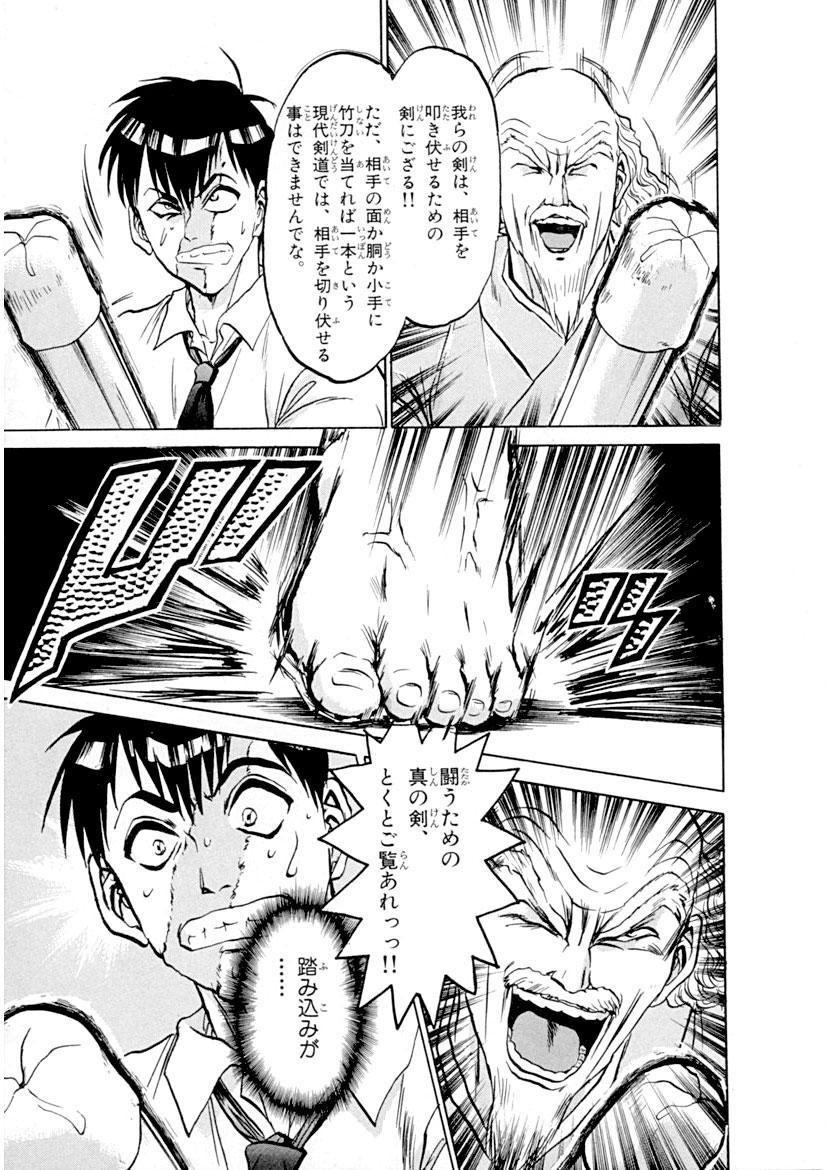 我らの剣は、相手を
叩き伏せるための
剣にござる!!
ただ、相手の面か胴か小手に
竹刀を当てれば一本という
現代剣道では、相手を切り伏せる
事はできませんでな。
闘うための
真の剣、
とくとご覧あれっっ!!
踏み込みが
……